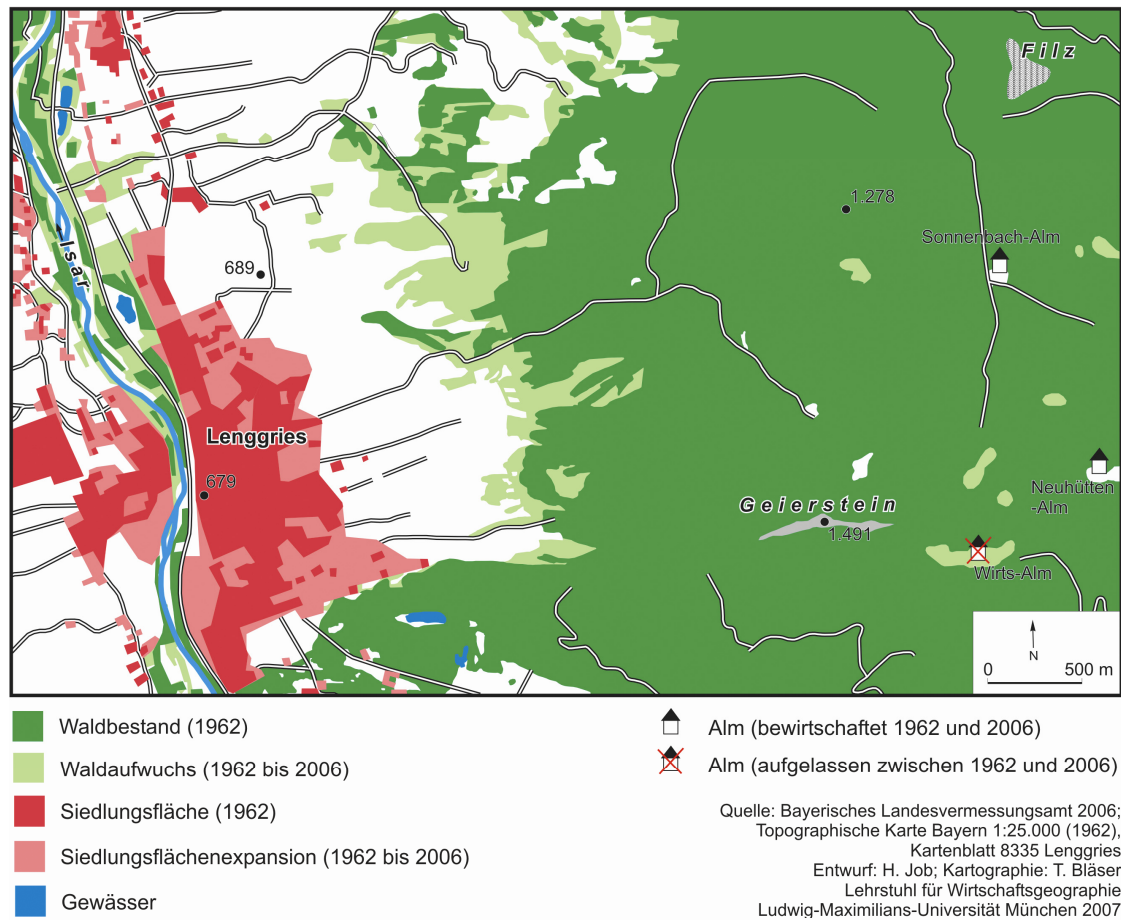 Filz
1.278
Sonnenbach-Alm
Isar
689
Lenggries
679
Geierstein
1.491
Neuhütten
-Alm
Wirts-Alm
N
0 500 m
Waldbestand (1962)
Waldaufwuchs (1962 bis 2006)
Siedlungsfläche (1962)
Siedlungsflächenexpansion (1962 bis 2006)
Gewässer
Alm (bewirtschaftet 1962 und 2006)
Alm (aufgelassen zwischen 1962 und 2006)
Quelle: Bayerisches Landesvermessungsamt 2006;
Topographische Karte Bayern 1:25.000 (1962),
Kartenblatt 8335 Lenggries
Entwurf: H. Job; Kartographie: T. Bläser
Lehrstuhl für Wirtschaftsgeographie
Ludwig-Maximilians-Universität München 2007